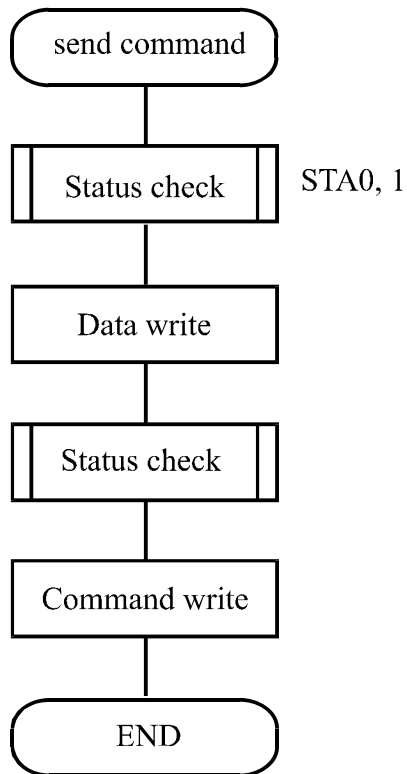 send command
Status check
STA0, 1
Data write
Status check
Command write
END